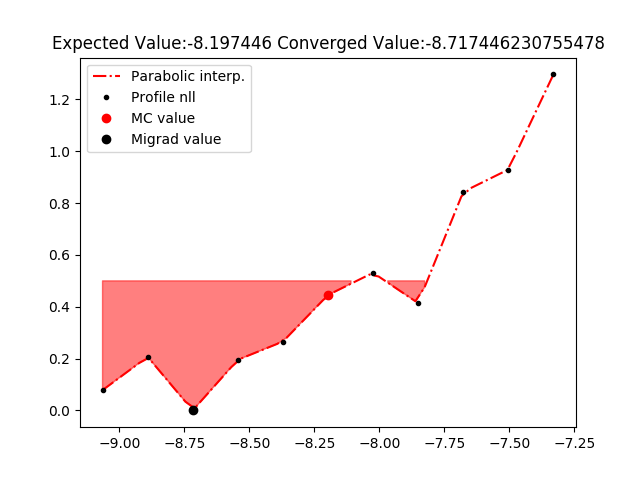 Expected Value:-8.197446 Converged Value:-8.717446230755478
Parabolic interp.
Profile nll
MC value
Migrad value
1.2
1.0
0.8
0.6
0.4
0.2
0.0
−9.00 −8.75 −8.50 −8.25 −8.00 −7.75 −7.50 −7.25